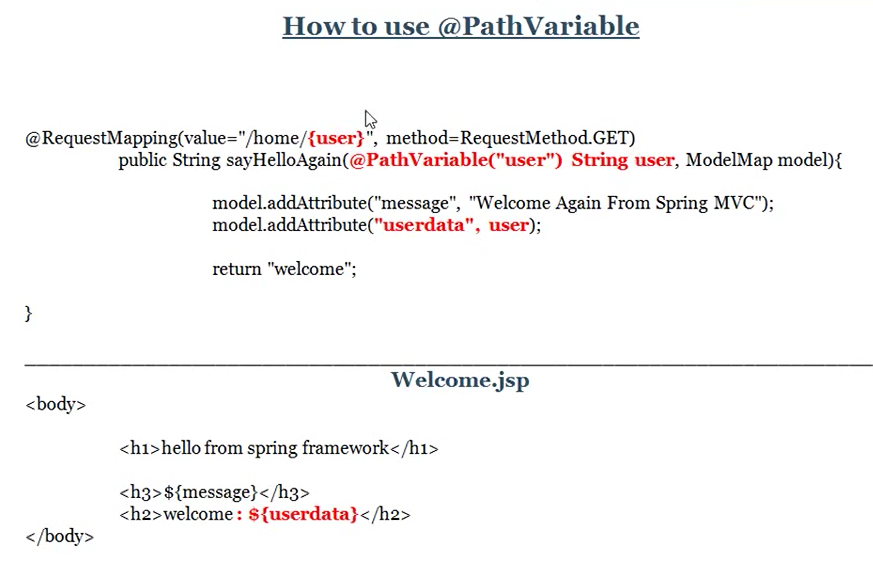 How to use @PathVariable
@RequestMapping(value="/home/{user}", method=RequestMethod.GET)
public String sayHelloAgain(@PathVariable("user") String user, ModelMap model){
model.addAttribute("message", "Welcome Again From Spring MVC");
model.addAttribute("userdata", user);
return "welcome";
}
Welcome.jsp
<body>
<h1>hello from spring framework</h1>
<h3>${message}</h3>
<h2>welcome : ${userdata}</h2>
</body>